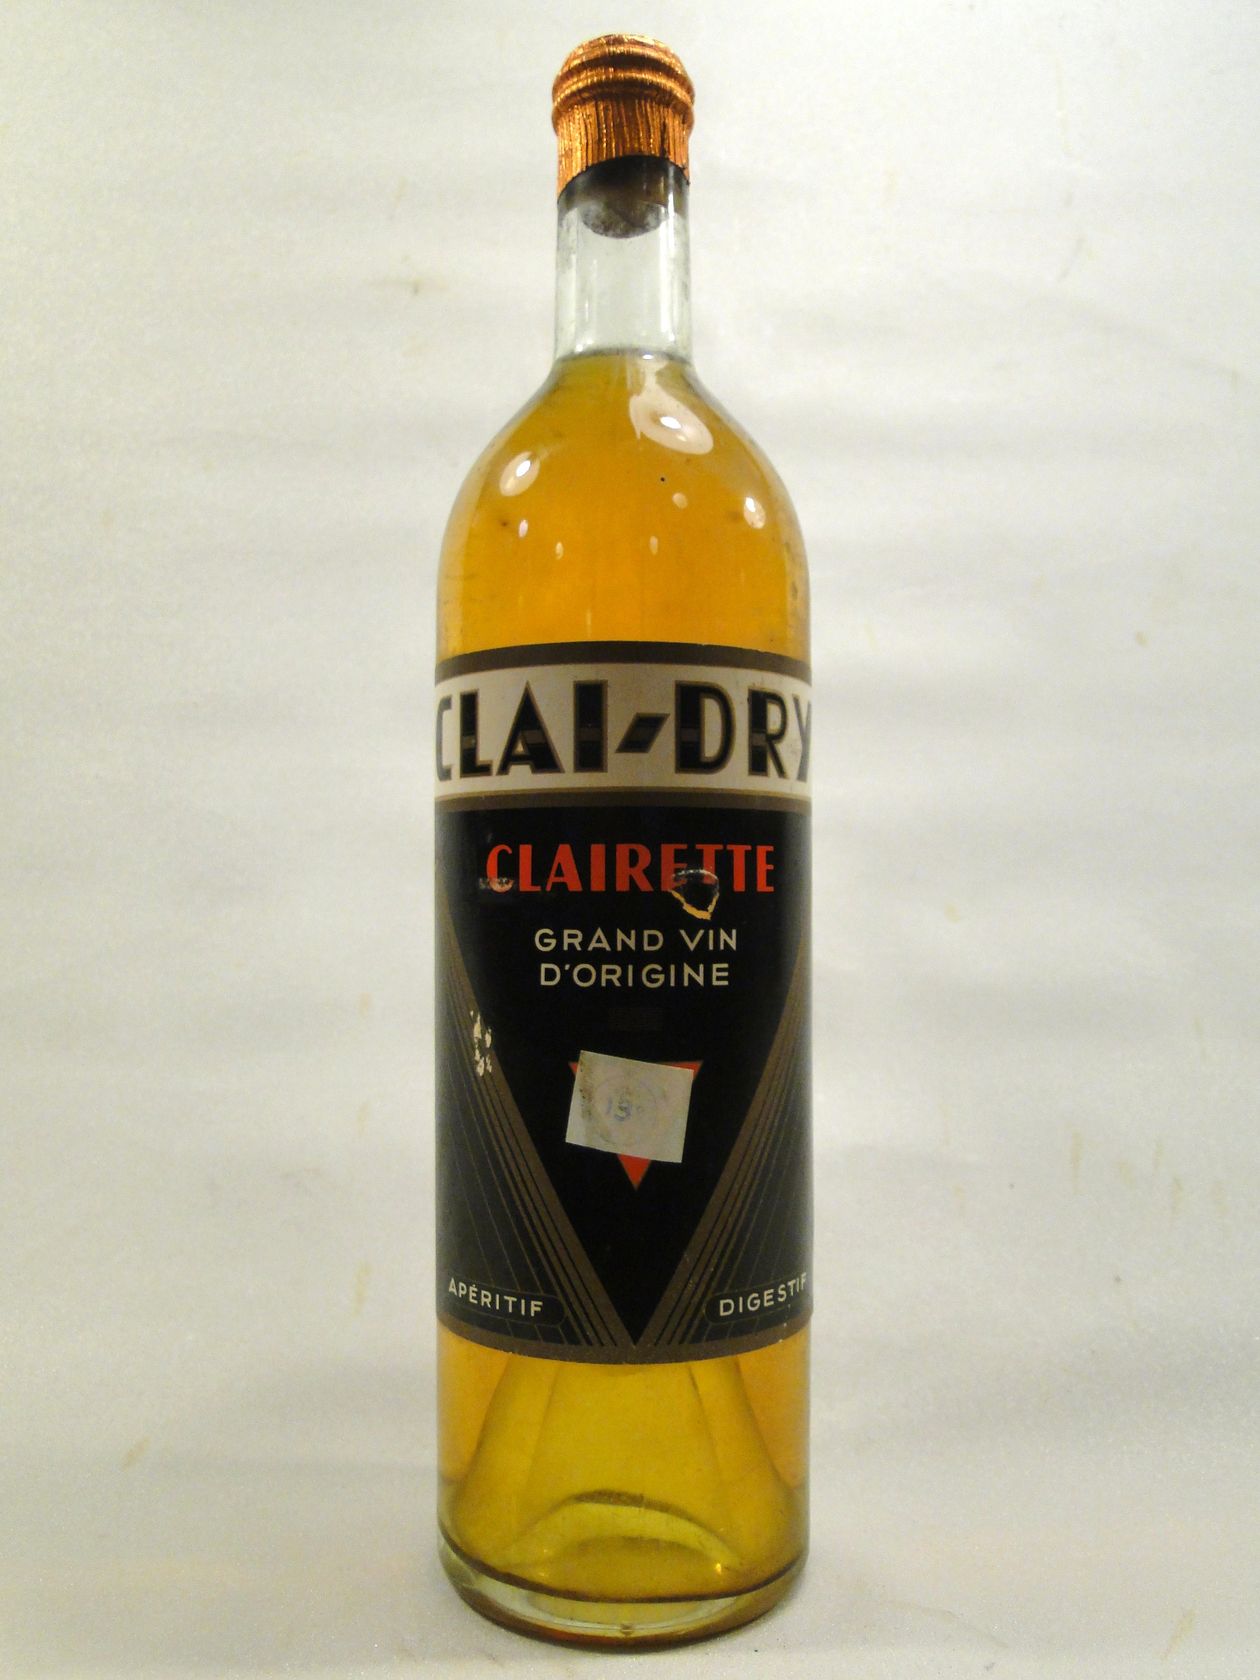 CLAI-DRY
CLAIRETTE
GRAND VIN
D'ORIGINE
APÉRITIF
DIGESTIF